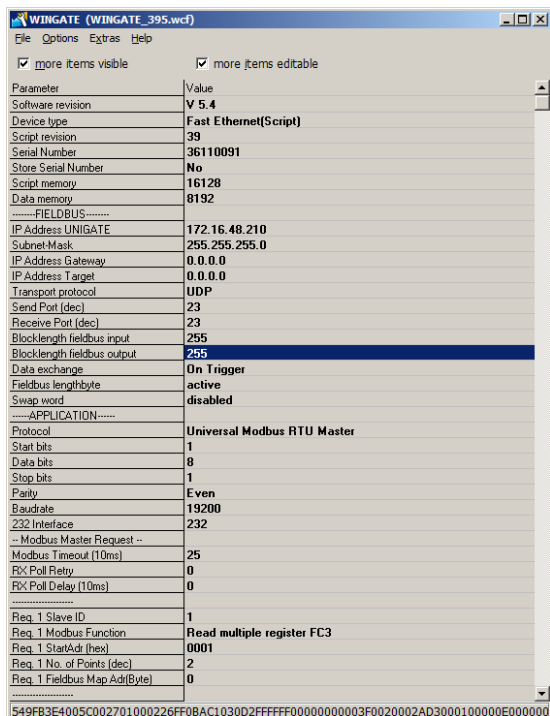 WINGATE (WINGATE_395.wcf)
File Options Extras Help
more items visible more items editable
Parameter Value
Software revision V 5.4
Device type Fast Ethernet(Script)
Script revision 39
Serial Number 36110091
Store Serial Number No
Script memory 16128
Data memory 8192
--------FIELDBUS--------
IP Address UNIGATE 172.16.48.210
Subnet-Mask 255.255.255.0
IP Address Gateway 0.0.0.0
IP Address Target 0.0.0.0
Transport protocol UDP
Send Port (dec) 23
Receive Port (dec) 23
Blocklength fieldbus input 255
Blocklength fieldbus output 255
Data exchange On Trigger
Fieldbus lengthbyte active
Swap word disabled
------APPLICATION------
Protocol Universal Modbus RTU Master
Start bits 1
Data bits 8
Stop bits 1
Parity Even
Baudrate 19200
232 Interface 232
-- Modbus Master Request --
Modbus Timeout (10ms) 25
RX Poll Retry 0
RX Poll Delay (10ms) 0
---------------------
Req. 1 Slave ID 1
Req. 1 Modbus Function Read multiple register FC3
Req. 1 StartAdr (hex) 0001
Req. 1 No. of Points (dec) 2
Req. 1 Fieldbus Map Adr(Byte) 0
---------------------
549FB3E4005C002701000226FF0BAC1030D2FFFFFF00000000003F0020002AD3000100000E000000